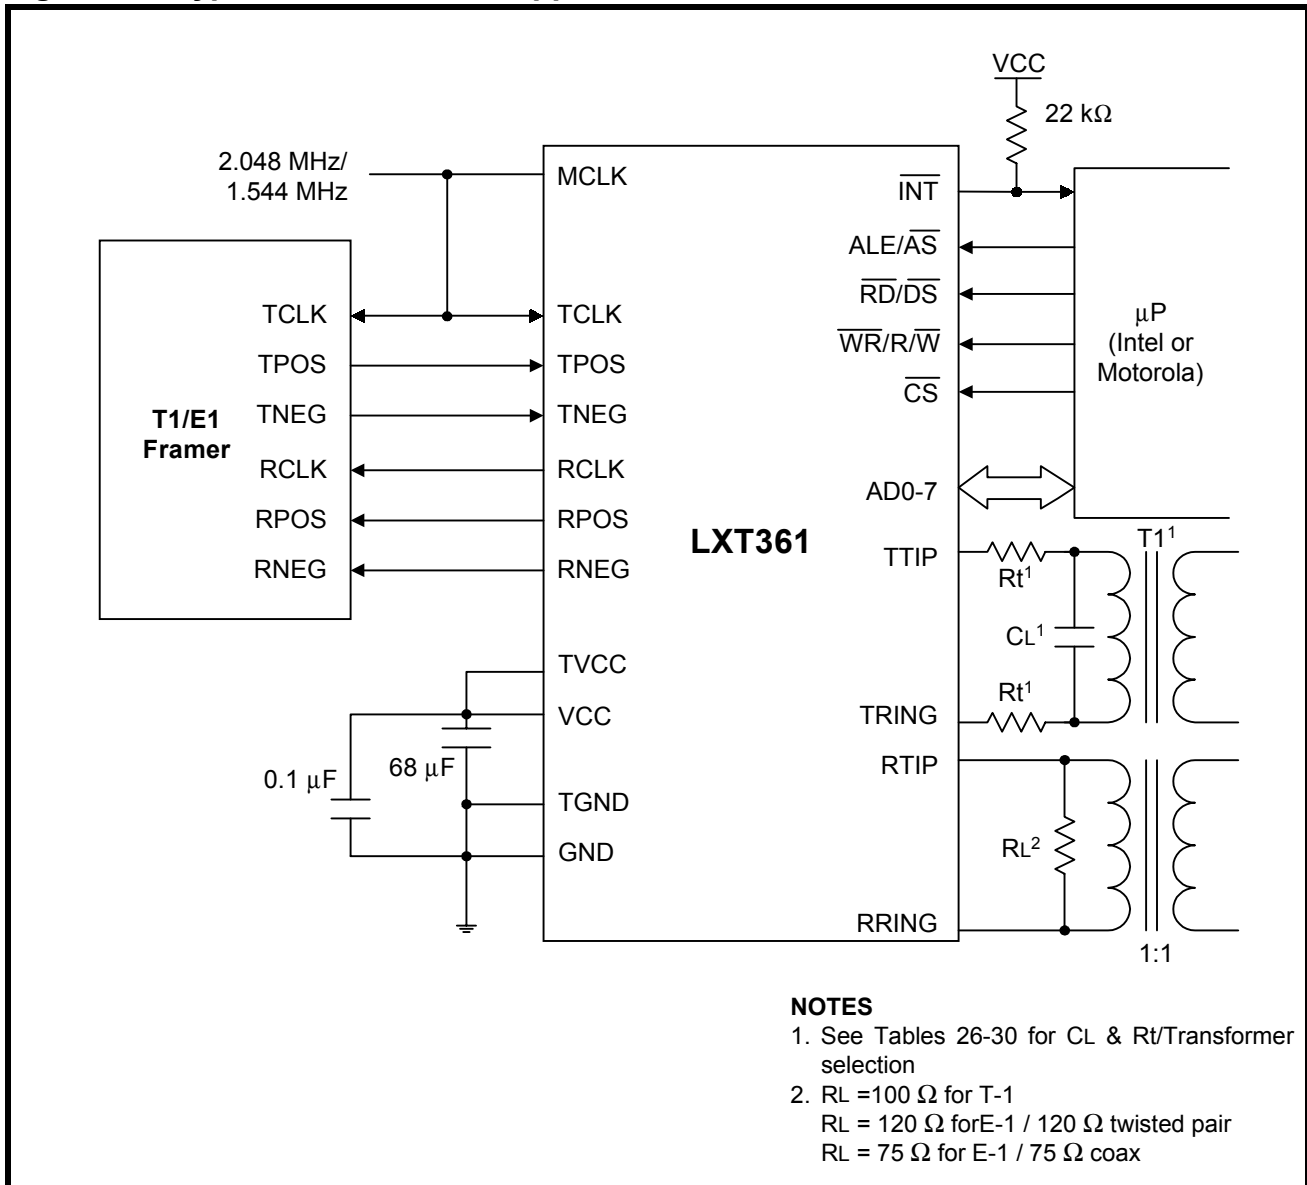 VCC
22 kΩ
2.048 MHz/
1.544 MHz
MCLK
INT
ALE/AS
RD/DS
WR/R/W
CS
AD0-7
µP
(Intel or
Motorola)
T1/E1
Framer
TCLK
TPOS
TNEG
RCLK
RPOS
RNEG
TCLK
TPOS
TNEG
RCLK
RPOS
RNEG
LXT361
TTIP
Rt¹
CL¹
Rt¹
TRING
T1¹
TVCC
VCC
0.1 µF
68 µF
TGND
GND
RTIP
RL²
RRING
1:1
NOTES
1. See Tables 26-30 for CL & Rt/Transformer
selection
2. RL =100 Ω for T-1
RL = 120 Ω forE-1 / 120 Ω twisted pair
RL = 75 Ω for E-1 / 75 Ω coax